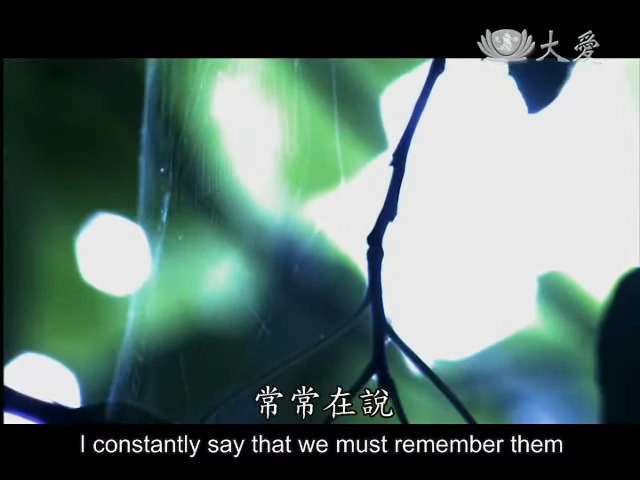 大愛
常常在說
I constantly say that we must remember them